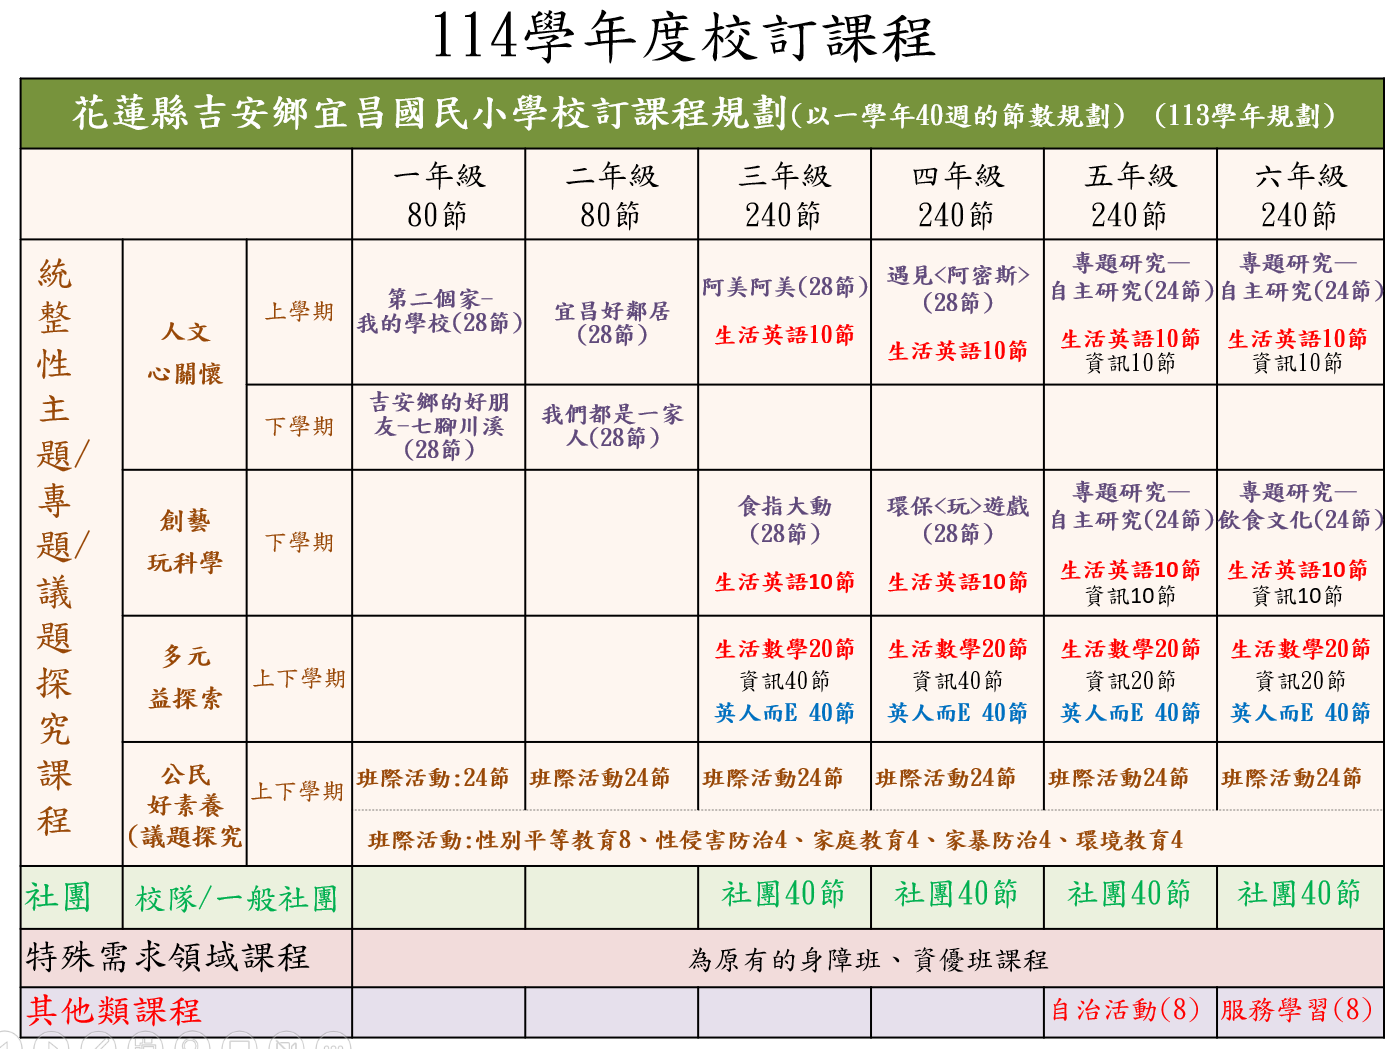 114學年度校訂課程
花蓮縣吉安鄉宜昌國民小學校訂課程規劃(以一學年40週的節數規劃) (113學年規劃)
一年級 二年級 三年級 四年級 五年級 六年級
80節 80節 240節 240節 240節 240節
統整性主題/專題/議題探究課程
人文
心關懷
上學期
第二個家-
我的學校(28節)
宜昌好鄰居
(28節)
阿美阿美(28節)
生活英語10節
遇見<阿密斯>
(28節)
生活英語10節
專題研究—
自主研究(24節)
生活英語10節
資訊10節
專題研究—
自主研究(24節)
生活英語10節
資訊10節
下學期
吉安鄉的好朋
友-七腳川溪
(28節)
我們都是一家
人(28節)
創藝
玩科學
下學期
食指大動
(28節)
生活英語10節
環保<玩>遊戲
(28節)
生活英語10節
專題研究—
自主研究(24節)
生活英語10節
資訊10節
專題研究—
飲食文化(24節)
生活英語10節
資訊10節
多元
益探索
上下學期
生活數學20節
資訊40節
英人而E 40節
生活數學20節
資訊40節
英人而E 40節
生活數學20節
資訊20節
英人而E 40節
生活數學20節
資訊20節
英人而E 40節
公民
好素養
(議題探究
上下學期
班際活動:24節 班際活動24節 班際活動24節 班際活動24節 班際活動24節 班際活動24節
班際活動:性別平等教育8、性侵害防治4、家庭教育4、家暴防治4、環境教育4
社團 校隊/一般社團 社團40節 社團40節 社團40節 社團40節
特殊需求領域課程 為原有的身障班、資優班課程
其他類課程 自治活動(8) 服務學習(8)